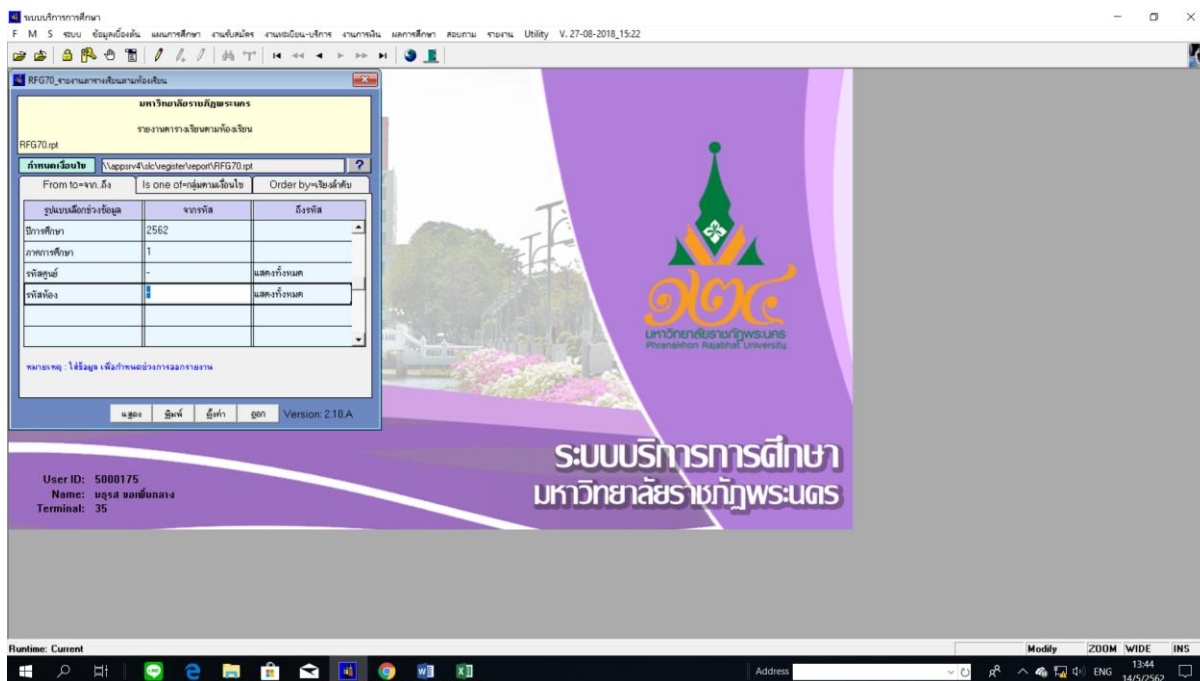 ระบบบริการการศึกษา
F M S ระบบ ข้อมูลเบื้องต้น แผนการศึกษา งานรับสมัคร งานทะเบียน-บริการ งานการเงิน ผลการศึกษา สอบถาม รายงาน Utility V. 27-08-2018_15:22
RFG70_รายงานตารางเรียนตามห้องเรียน
มหาวิทยาลัยราชภัฏพระนคร
รายงานตารางเรียนตามห้องเรียน
RFG70.rpt
กำหนดเงื่อนไข \\appsrv4\slc\register\report\RFG70.rpt ?
From to=จาก..ถึง Is one of=กลุ่มตามเงื่อนไข Order by=เรียงลำดับ
รูปแบบเลือกช่วงข้อมูล จากรหัส ถึงรหัส
ปีการศึกษา 2562
ภาคการศึกษา 1
รหัสศูนย์ - แสดงทั้งหมด
รหัสห้อง - แสดงทั้งหมด
หมายเหตุ : ใส่ข้อมูล เพื่อกำหนดช่วงการออกรายงาน
แสดง พิมพ์ ตั้งค่า ออก Version: 2.10.A
๑๒๔
มหาวิทยาลัยราชภัฏพระนคร
Phranakhon Rajabhat University
ระบบบริการการศึกษา
มหาวิทยาลัยราชภัฏพระนคร
User ID: 5000175
Name:
Terminal: 35
Runtime: Current Modify ZOOM WIDE INS
Address ENG 13:44
14/5/2562